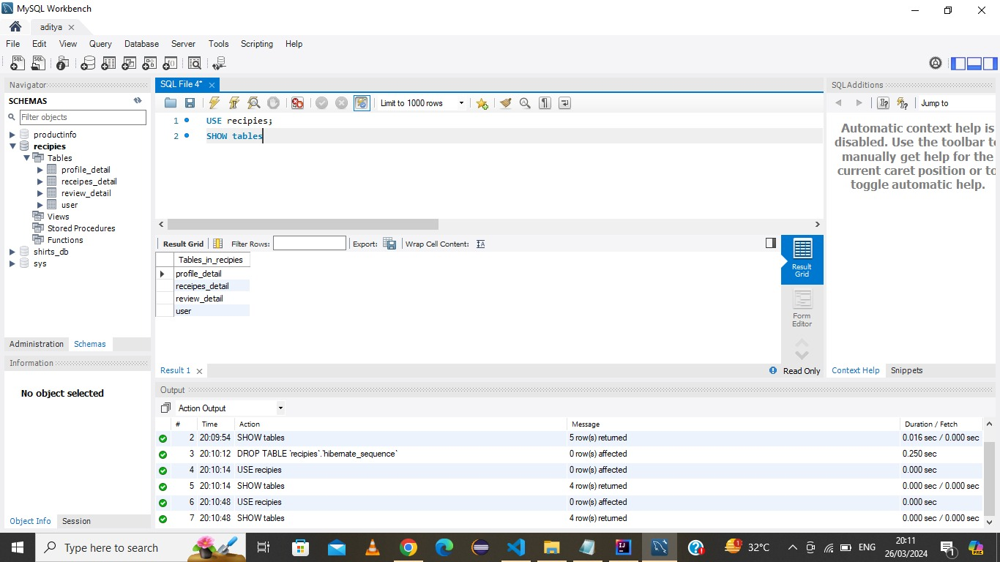 MySQL Workbench
aditya
File Edit View Query Database Server Tools Scripting Help
Navigator
SCHEMAS
Filter objects
productinfo
recipies
Tables
profile_detail
receipes_detail
review_detail
user
Views
Stored Procedures
Functions
shirts_db
sys
Administration Schemas
Information
No object selected
Object Info Session
SQL File 4*
Limit to 1000 rows
1 USE recipies;
2 SHOW tables
Result Grid Filter Rows: Export: Wrap Cell Content:
Tables_in_recipies
profile_detail
receipes_detail
review_detail
user
Result Grid
Form Editor
Result 1
Read Only
SQLAdditions
Jump to
Automatic context help is
disabled. Use the toolbar to
manually get help for the
current caret position or to
toggle automatic help.
Context Help Snippets
Output
Action Output
# Time Action Message Duration / Fetch
2 20:09:54 SHOW tables 5 row(s) returned 0.016 sec / 0.000 sec
3 20:10:12 DROP TABLE `recipies`.`hibernate_sequence` 0 row(s) affected 0.250 sec
4 20:10:14 USE recipies 0 row(s) affected 0.000 sec
5 20:10:14 SHOW tables 4 row(s) returned 0.000 sec / 0.000 sec
6 20:10:48 USE recipies 0 row(s) affected 0.000 sec
7 20:10:48 SHOW tables 4 row(s) returned 0.000 sec / 0.000 sec
Type here to search
32°C
ENG
20:11
26/03/2024